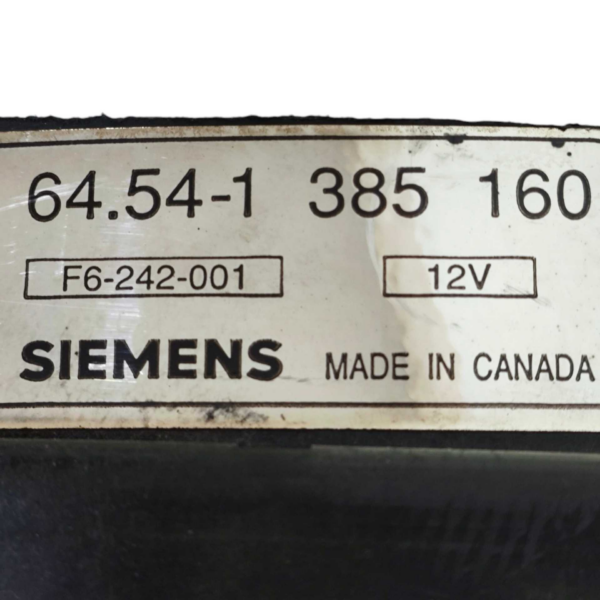 64.54-1 385 160
F6-242-001 12V
SIEMENS MADE IN CANADA